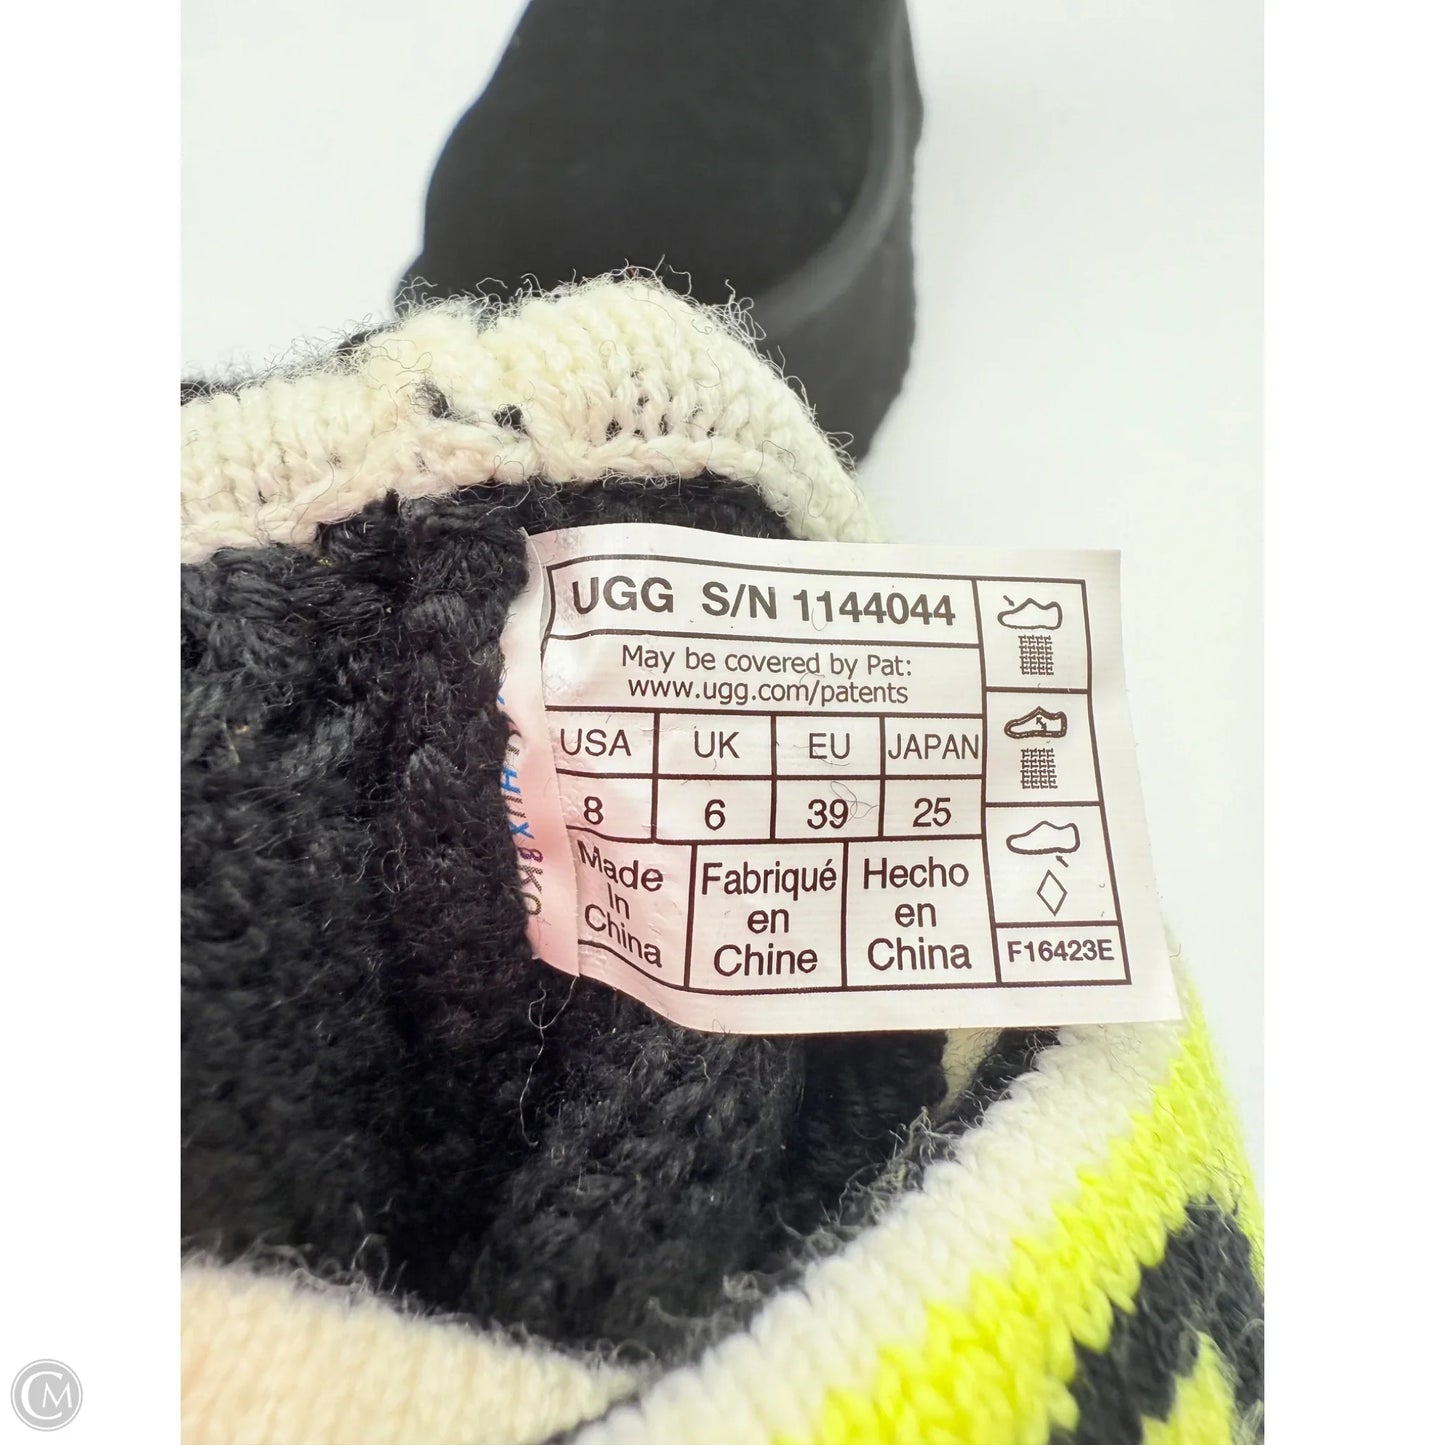 UGG S/N 1144044
May be covered by Pat:
www.ugg.com/patents
USA UK EU JAPAN
8 6 39 25
Made
In
China
Fabriqué
en
Chine
Hecho
en
China
F16423E
CM